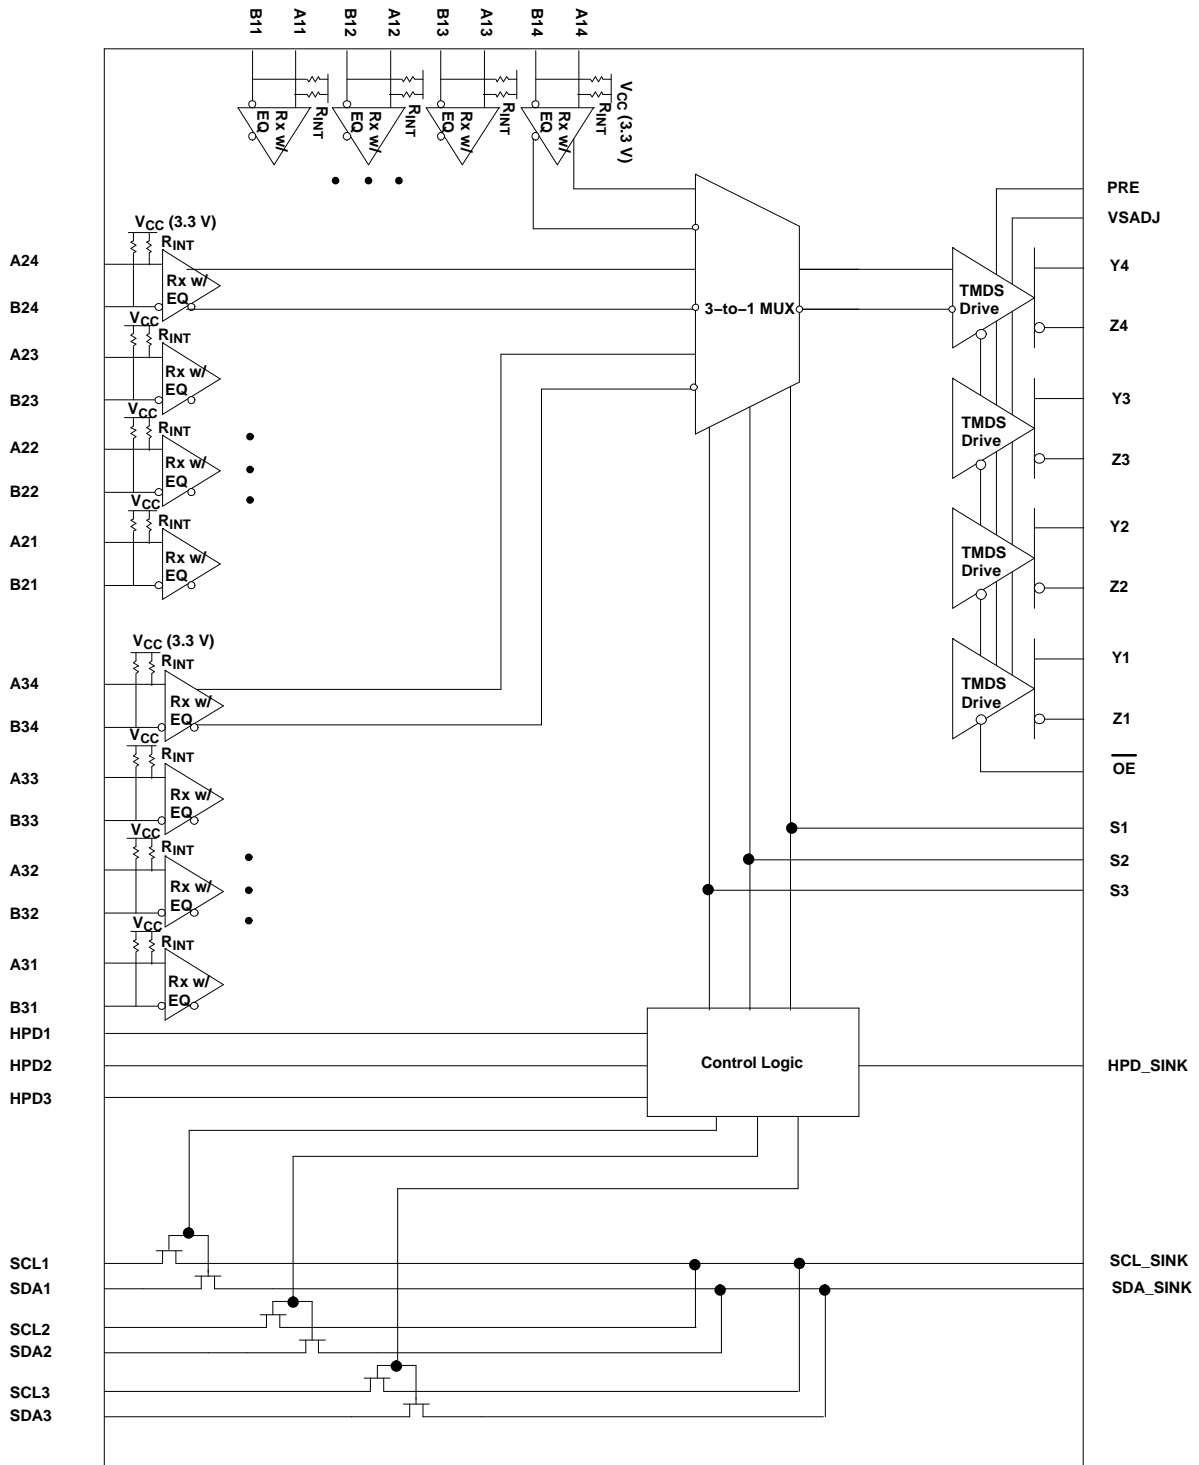 B11
A11
B12
A12
B13
A13
B14
A14
Rx w/
EQ
RINT
Rx w/
EQ
RINT
Rx w/
EQ
RINT
Rx w/
EQ
RINT
VCC (3.3 V)
VCC (3.3 V)
RINT
A24
Rx w/
EQ
B24
VCC
RINT
A23
Rx w/
EQ
B23
VCC
RINT
A22
Rx w/
EQ
B22
VCC
RINT
A21
Rx w/
EQ
B21
VCC (3.3 V)
RINT
A34
Rx w/
EQ
B34
VCC
RINT
A33
Rx w/
EQ
B33
VCC
RINT
A32
Rx w/
EQ
B32
VCC
RINT
A31
Rx w/
EQ
B31
HPD1
HPD2
HPD3
3–to–1 MUX
PRE
VSADJ
TMDS
Drive
Y4
Z4
TMDS
Drive
Y3
Z3
TMDS
Drive
Y2
Z2
TMDS
Drive
Y1
Z1
OE
S1
S2
S3
Control Logic
HPD_SINK
SCL1
SDA1
SCL2
SDA2
SCL3
SDA3
SCL_SINK
SDA_SINK